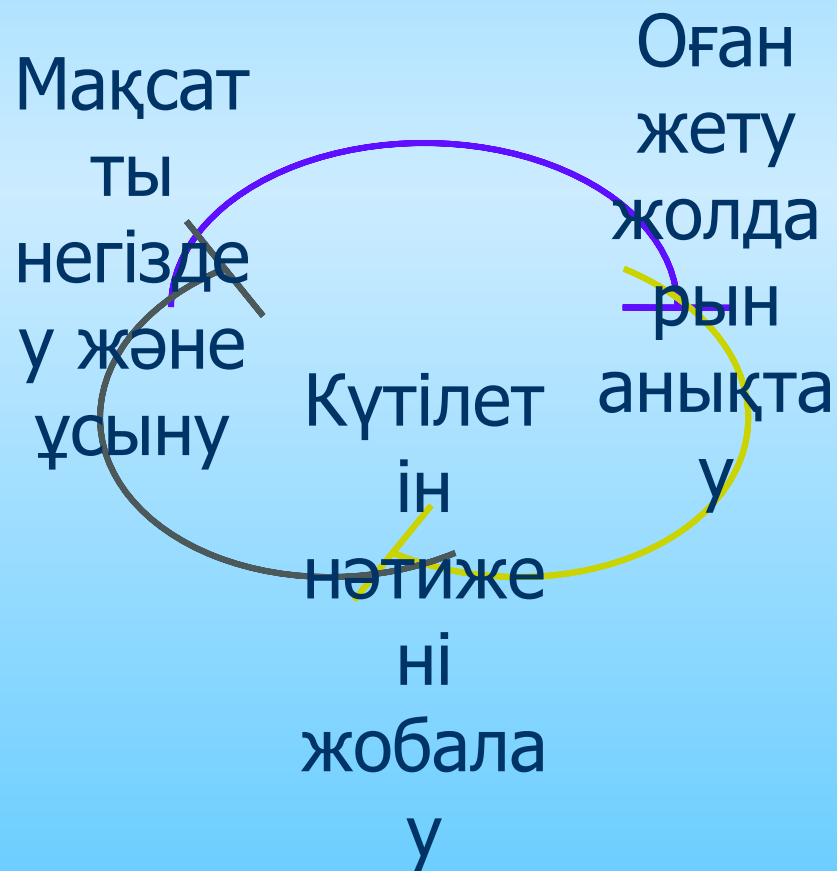 Мақсат
ты
негізде
у және
ұсыну
Оған
жету
жолда
рын
анықта
у
Күтілет
ін
нәтиже
ні
жобала
у